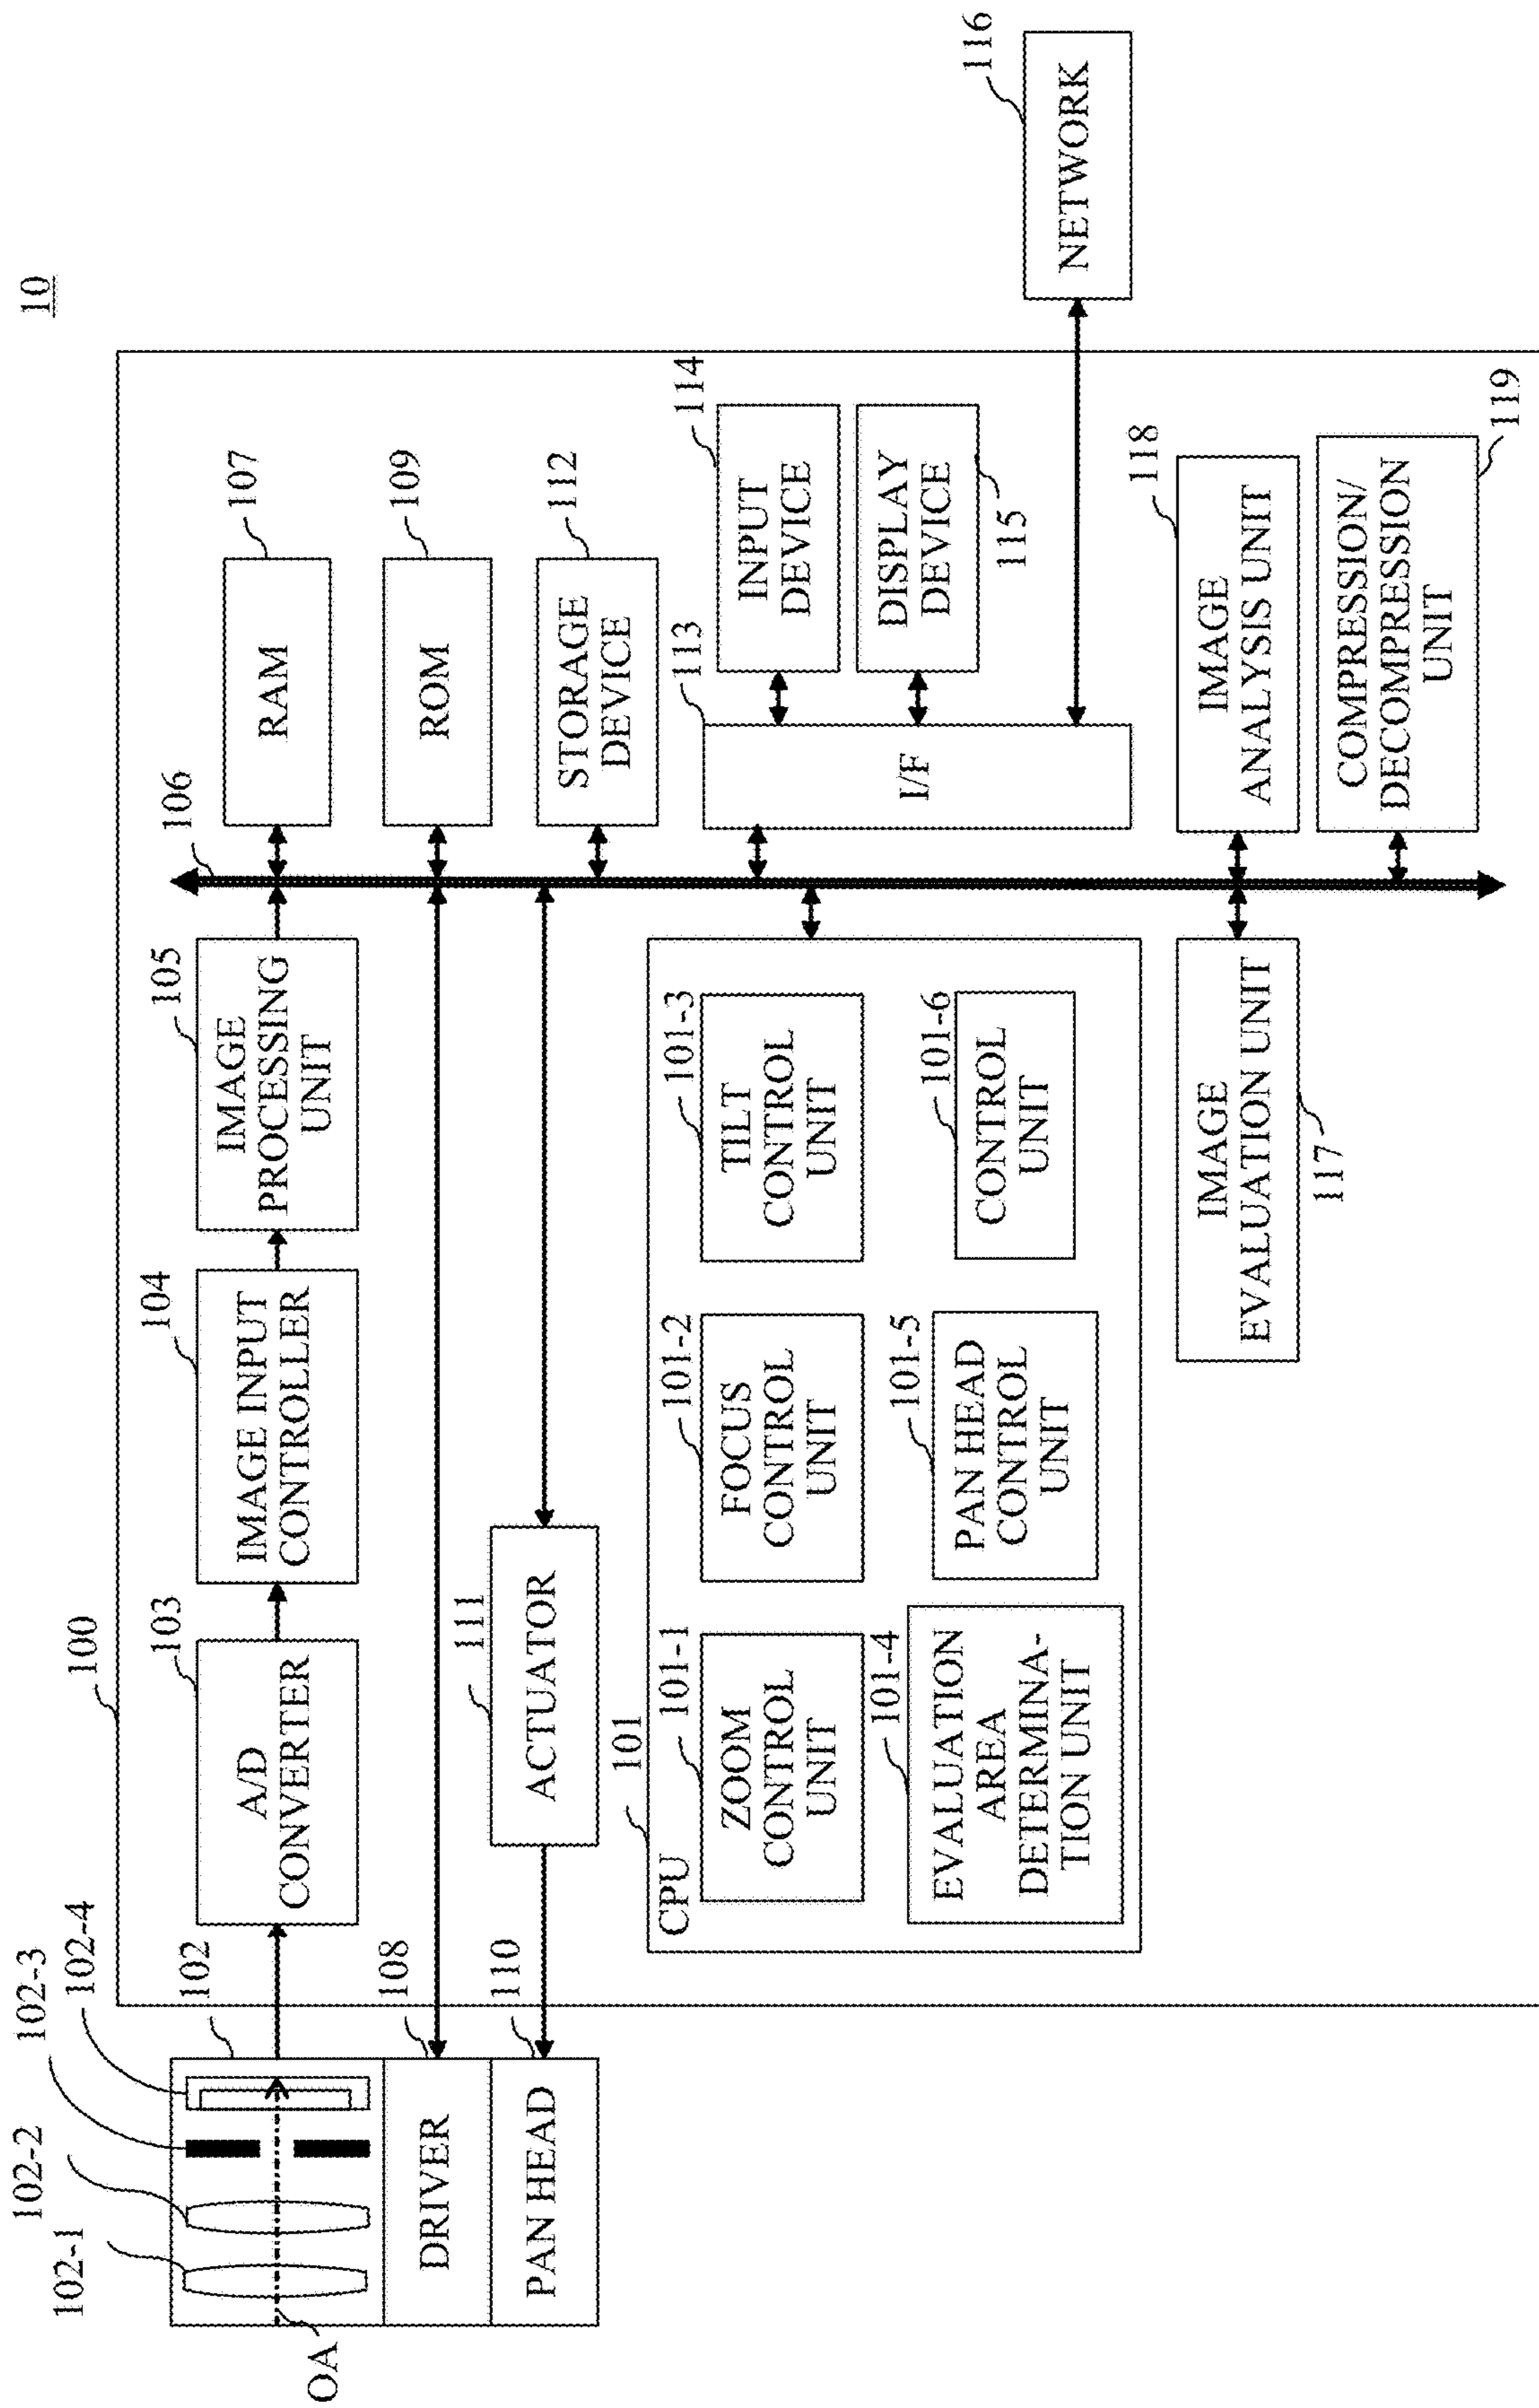 10
100
102-1
102-2
102-3
102-4
102
OA
103
A/D
CONVERTER
104
IMAGE INPUT
CONTROLLER
105
IMAGE
PROCESSING
UNIT
106
RAM
107
108
DRIVER
ROM
109
110
PAN HEAD
111
ACTUATOR
STORAGE
DEVICE
112
113
I/F
114
INPUT
DEVICE
DISPLAY
DEVICE
115
116
NETWORK
101
CPU
101-1
ZOOM
CONTROL
UNIT
101-2
FOCUS
CONTROL
UNIT
101-3
TILT
CONTROL
UNIT
101-4
EVALUATION
AREA
DETERMINA-
TION UNIT
101-5
PAN HEAD
CONTROL
UNIT
101-6
CONTROL
UNIT
IMAGE
EVALUATION UNIT
117
118
IMAGE
ANALYSIS UNIT
COMPRESSION/
DECOMPRESSION
UNIT
119